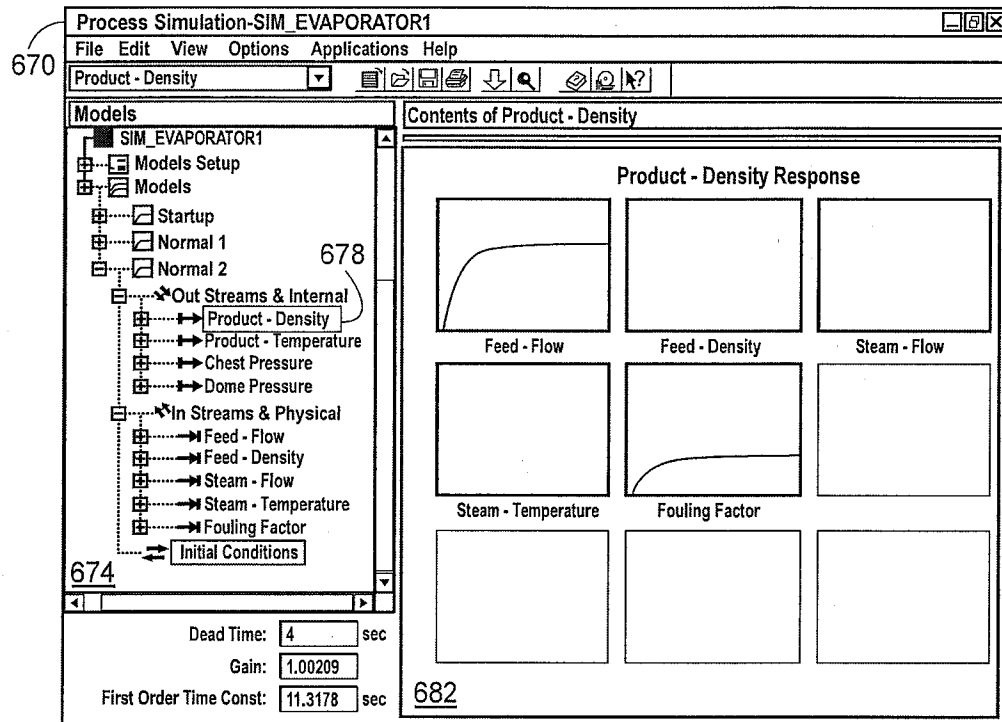 Process Simulation-SIM_EVAPORATOR1
670
File Edit View Options Applications Help
Product - Density
Models
SIM_EVAPORATOR1
Models Setup
Models
Startup
Normal 1
Normal 2
678
Out Streams & Internal
Product - Density
Product - Temperature
Chest Pressure
Dome Pressure
In Streams & Physical
Feed - Flow
Feed - Density
Steam - Flow
Steam - Temperature
Fouling Factor
Initial Conditions
674
Dead Time: 4 sec
Gain: 1.00209
First Order Time Const: 11.3178 sec
Contents of Product - Density
Product - Density Response
Feed - Flow
Feed - Density
Steam - Flow
Steam - Temperature
Fouling Factor
682